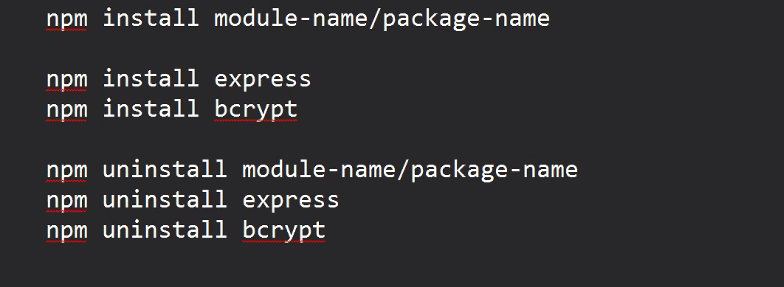 npm install module-name/package-name
npm install express
npm install bcrypt
npm uninstall module-name/package-name
npm uninstall express
npm uninstall bcrypt